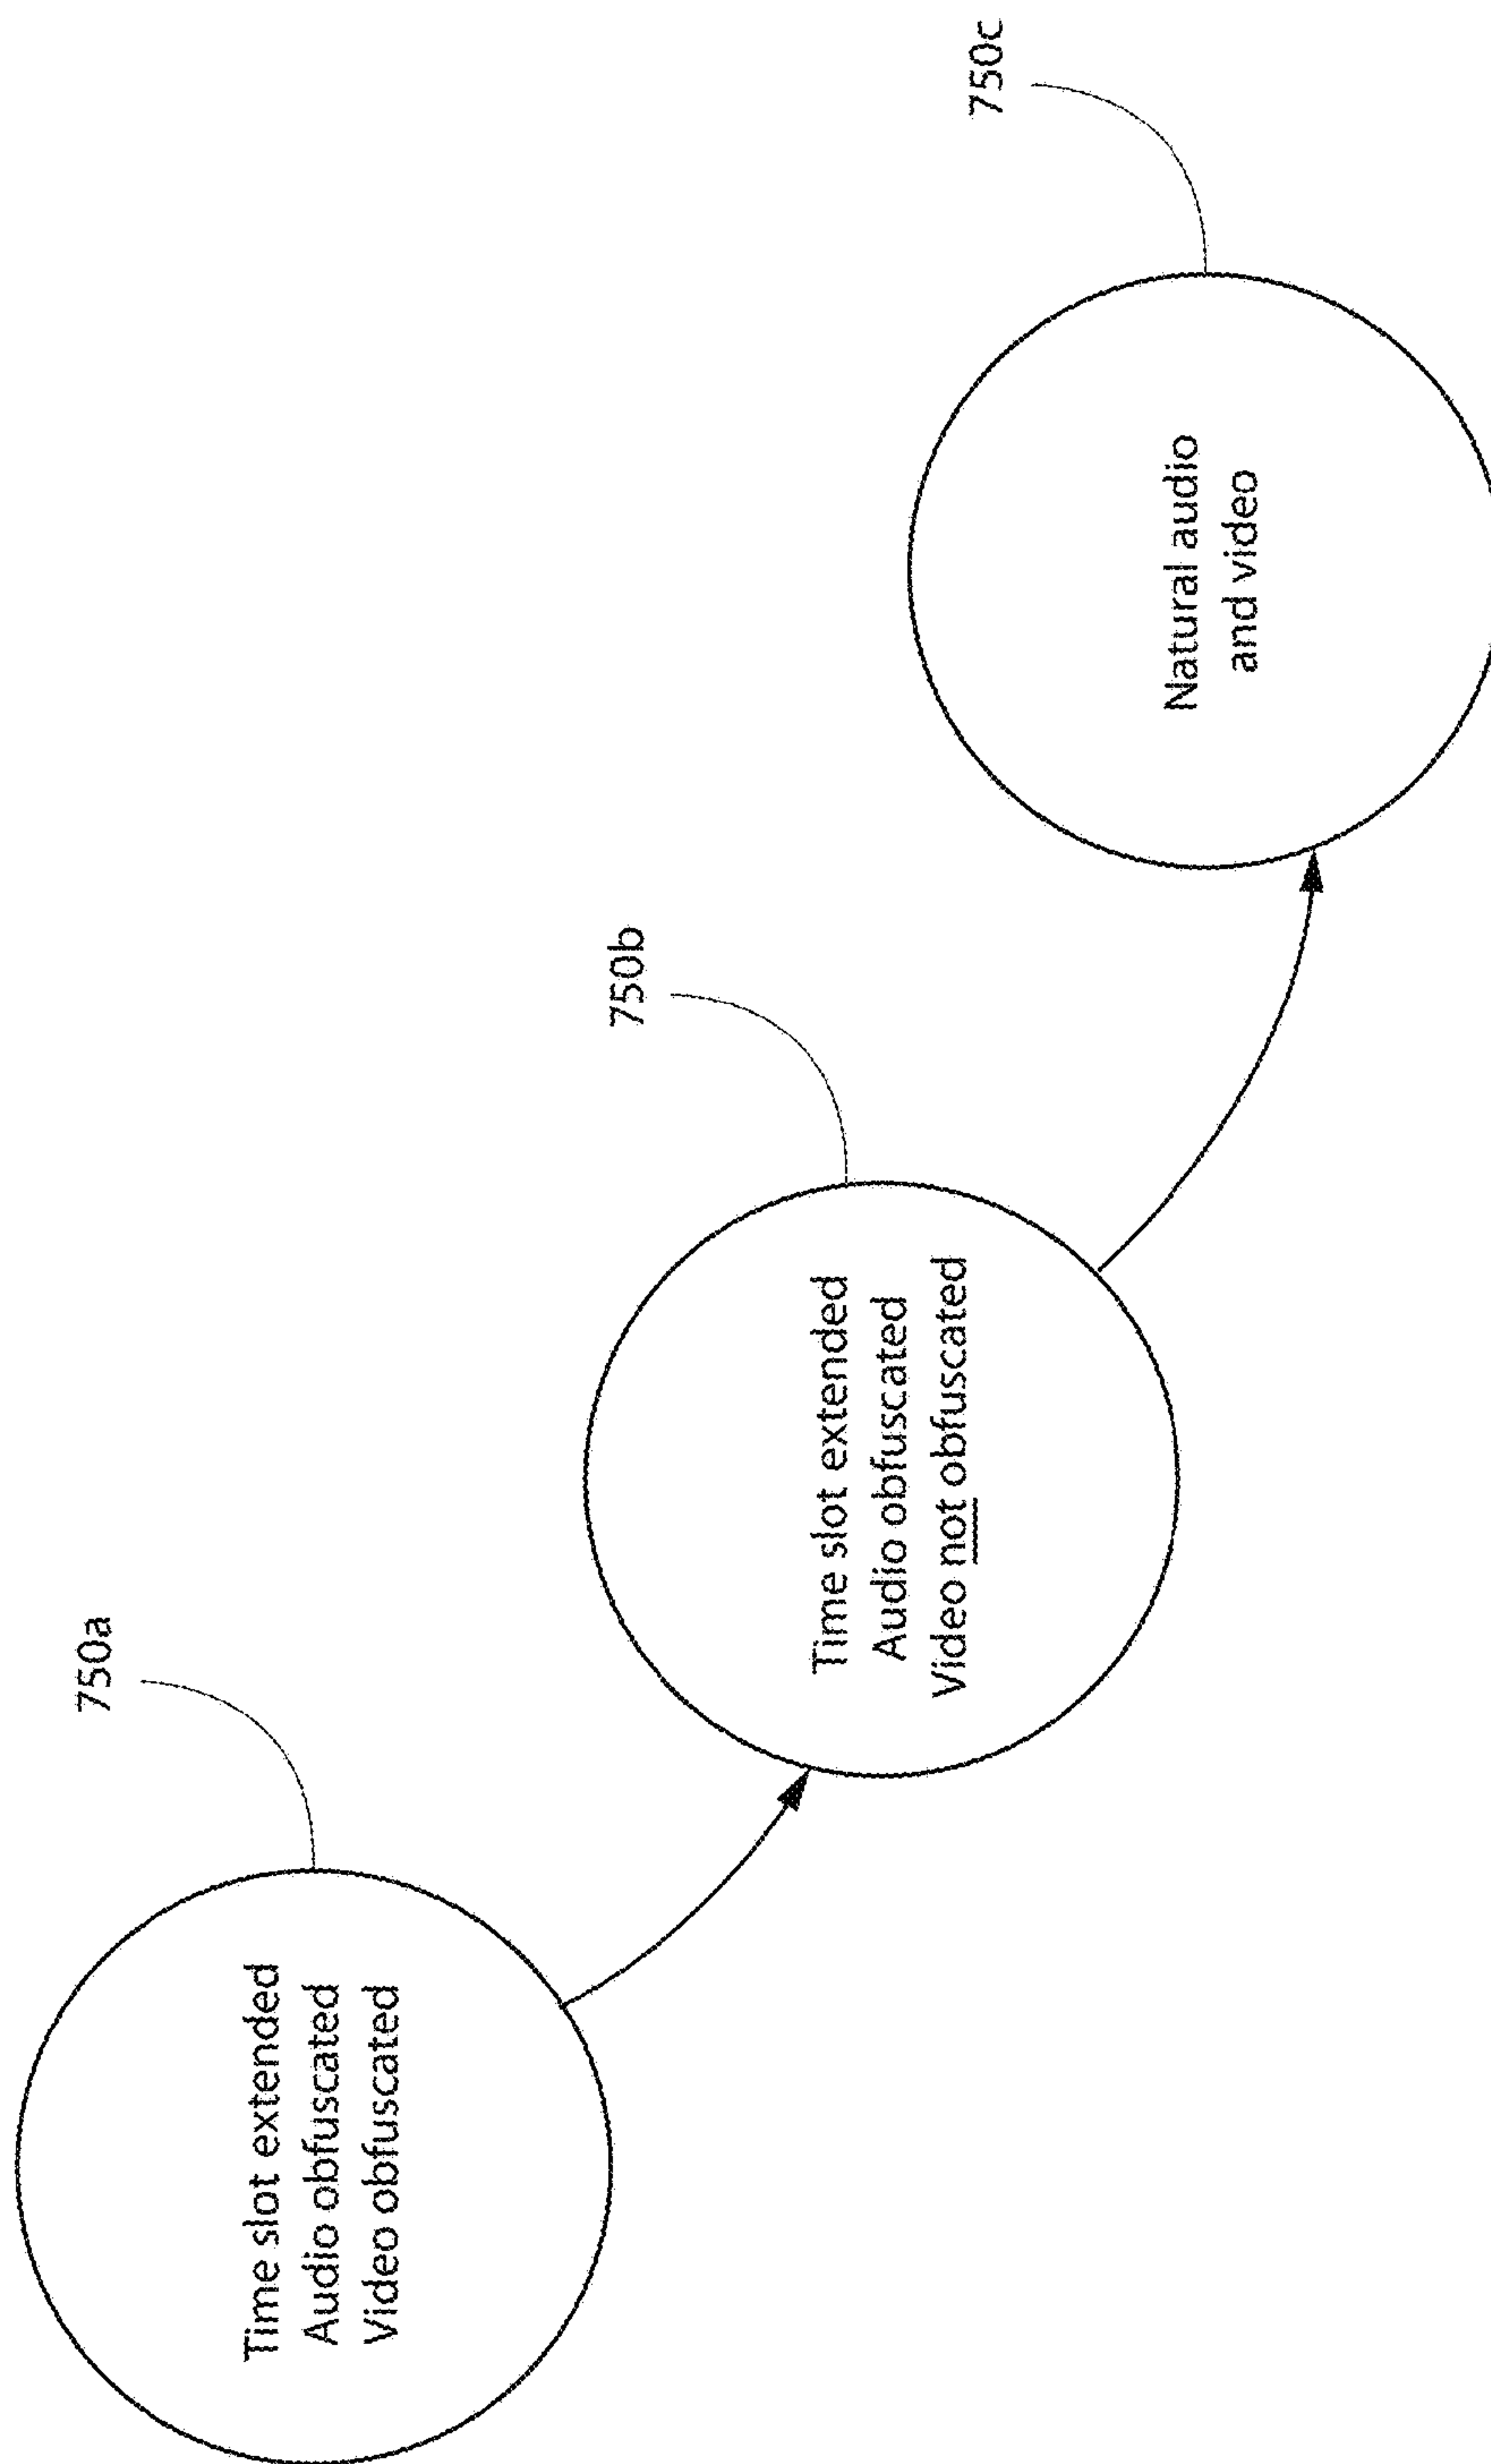 750a
Time slot extended
Audio obfuscated
Video obfuscated
750b
Time slot extended
Audio obfuscated
Video not obfuscated
750c
Natural audio
and video